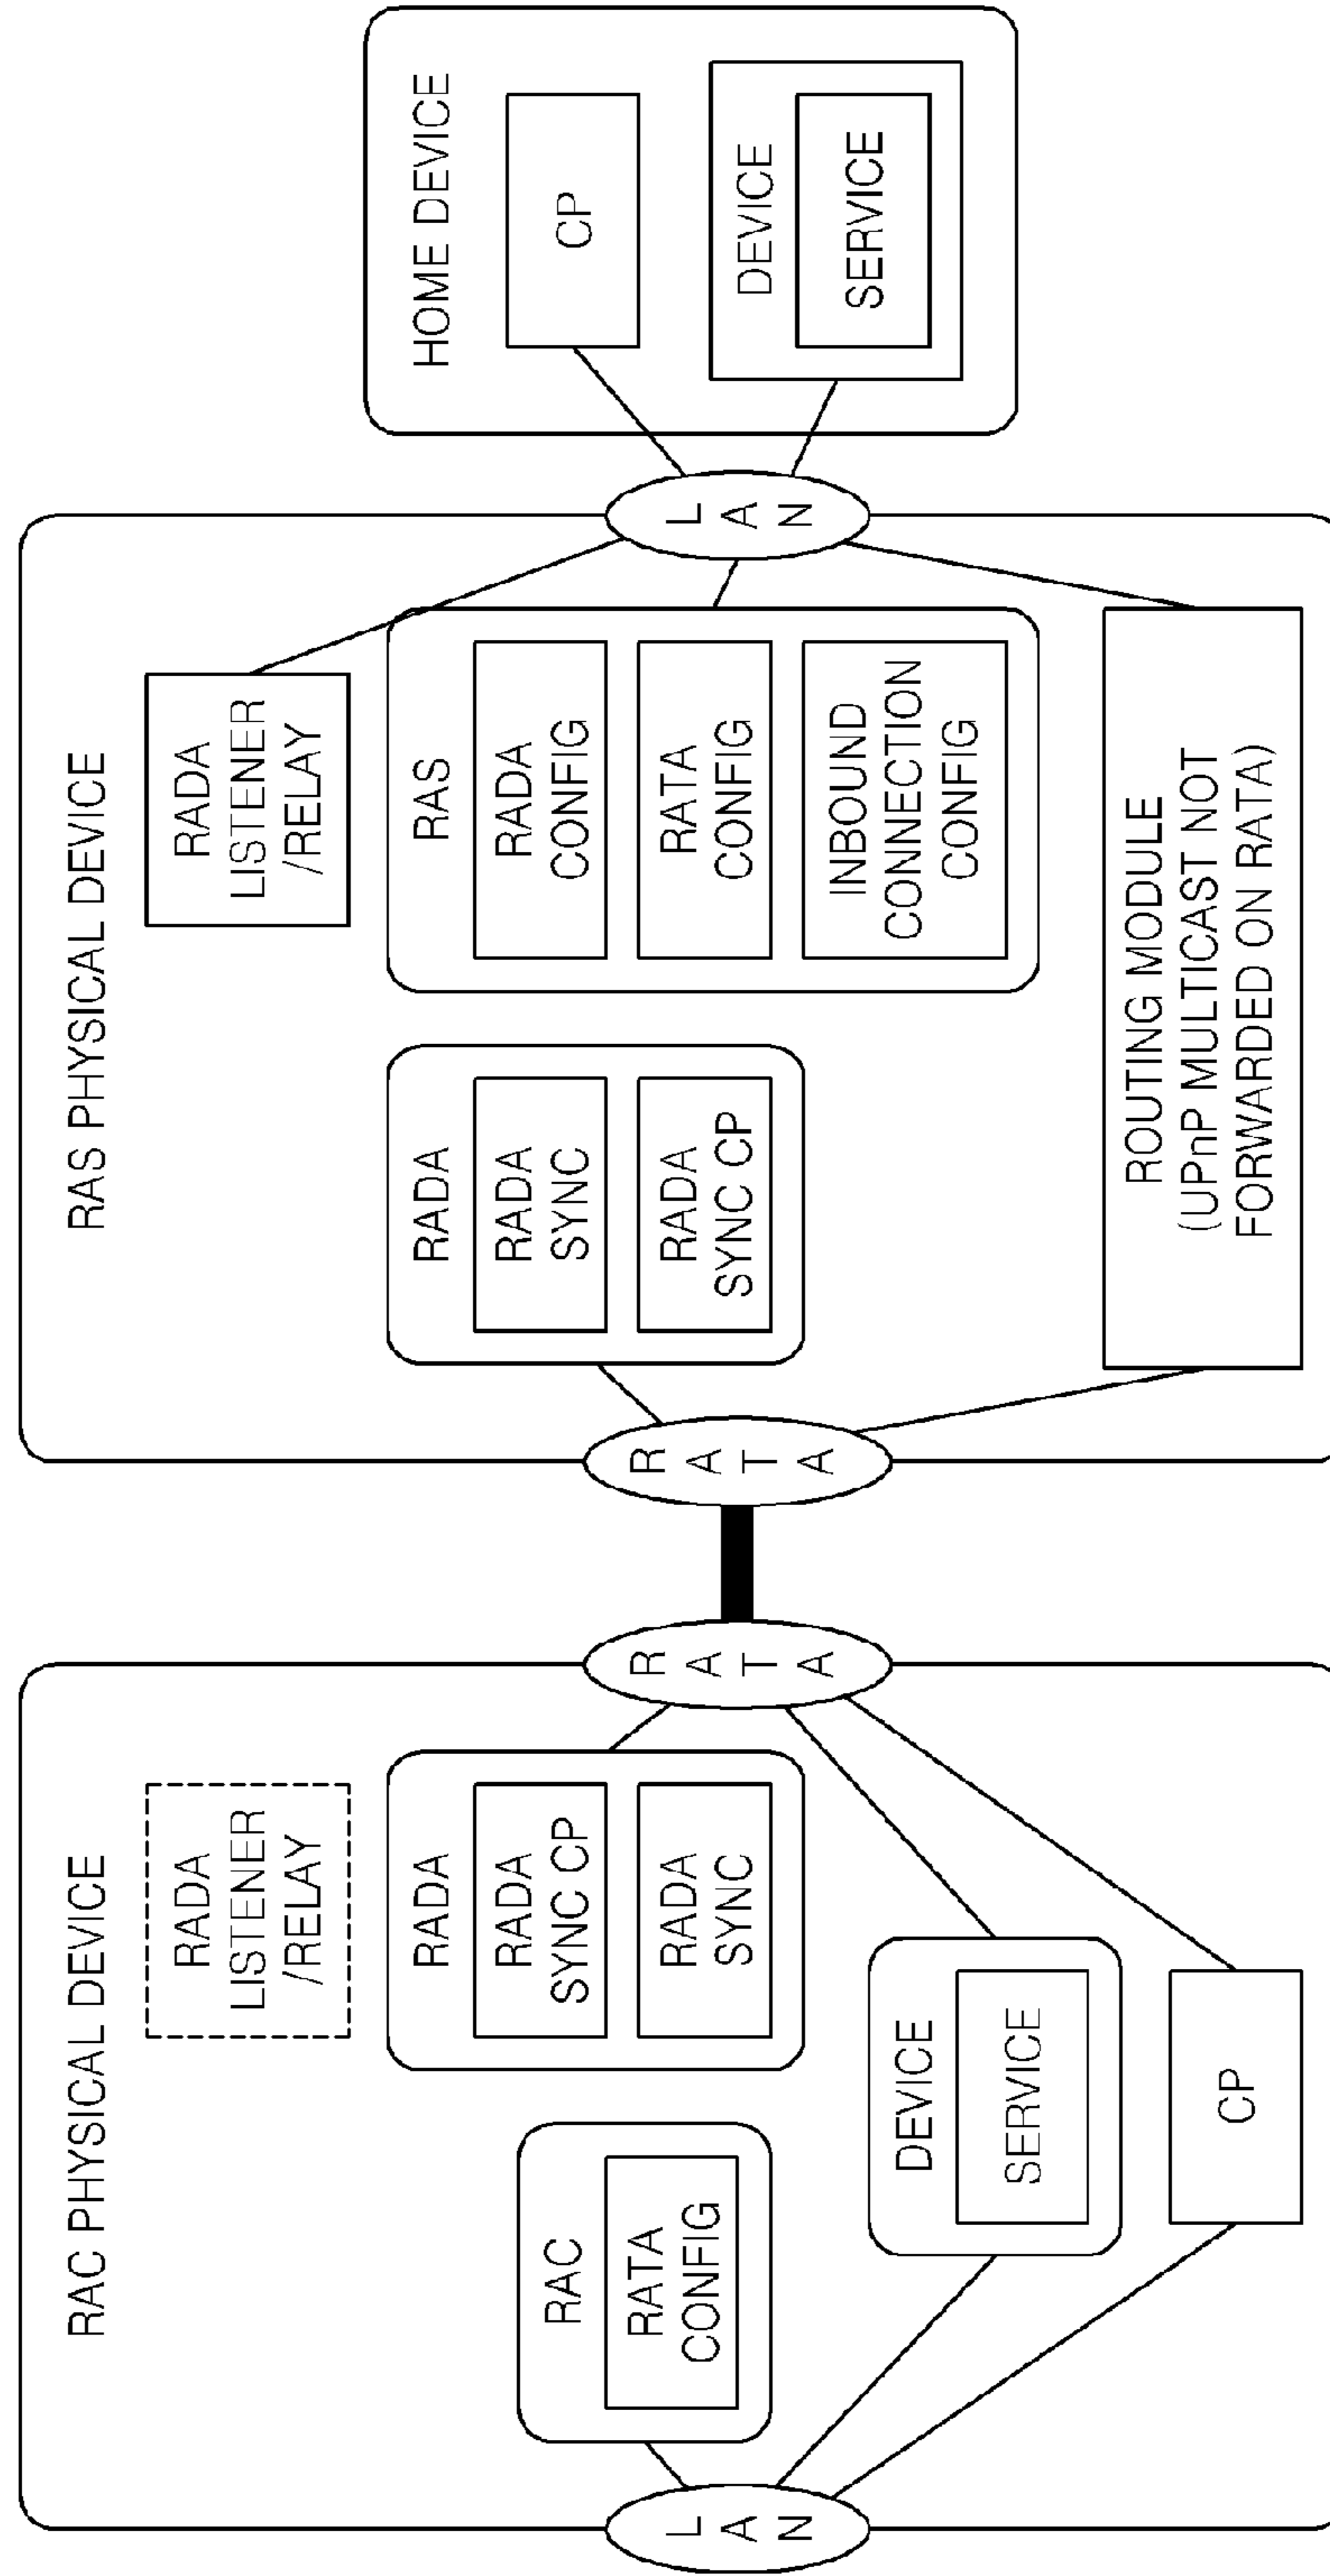 RAC PHYSICAL DEVICE
RADA
LISTENER
/RELAY
RAC
RATA
CONFIG
RADA
RADA
SYNC CP
RADA
SYNC
DEVICE
SERVICE
CP
LAN
RATA
RAS PHYSICAL DEVICE
RATA
RADA
RADA
SYNC
RADA
SYNC CP
RADA
LISTENER
/RELAY
RAS
RADA
CONFIG
RATA
CONFIG
INBOUND
CONNECTION
CONFIG
ROUTING MODULE
(UPnP MULTICAST NOT
FORWARDED ON RATA)
LAN
HOME DEVICE
CP
DEVICE
SERVICE